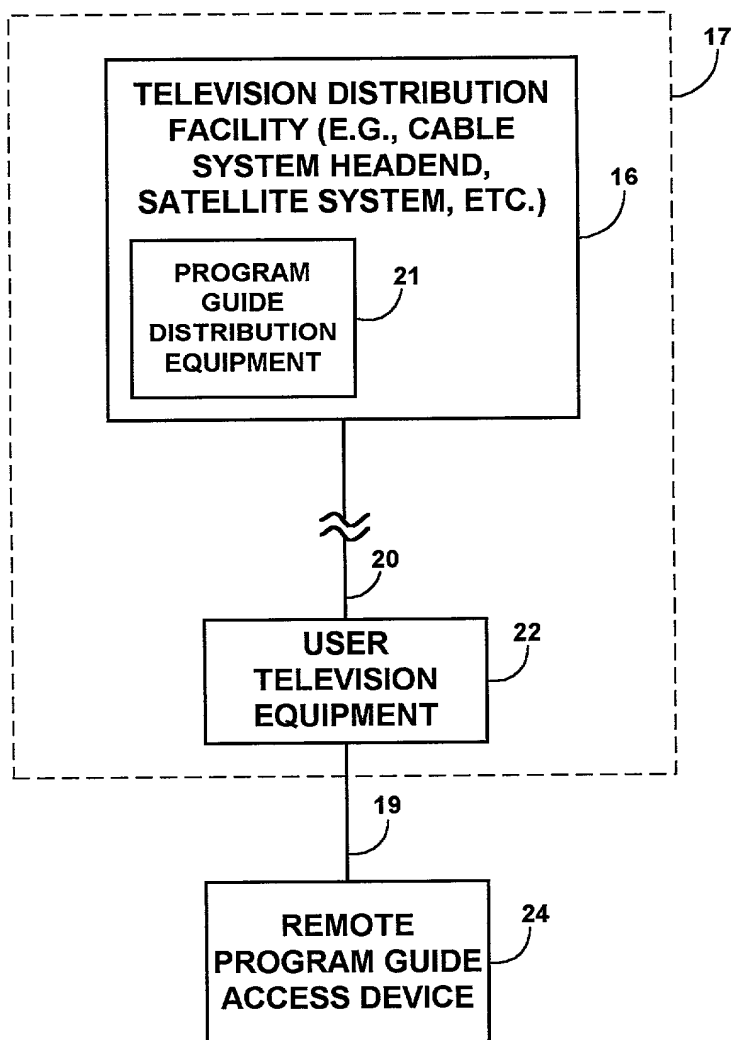 17
TELEVISION DISTRIBUTION
FACILITY (E.G., CABLE
SYSTEM HEADEND,
SATELLITE SYSTEM, ETC.)
16
PROGRAM
GUIDE
DISTRIBUTION
EQUIPMENT
21
20
USER
TELEVISION
EQUIPMENT
22
19
REMOTE
PROGRAM GUIDE
ACCESS DEVICE
24